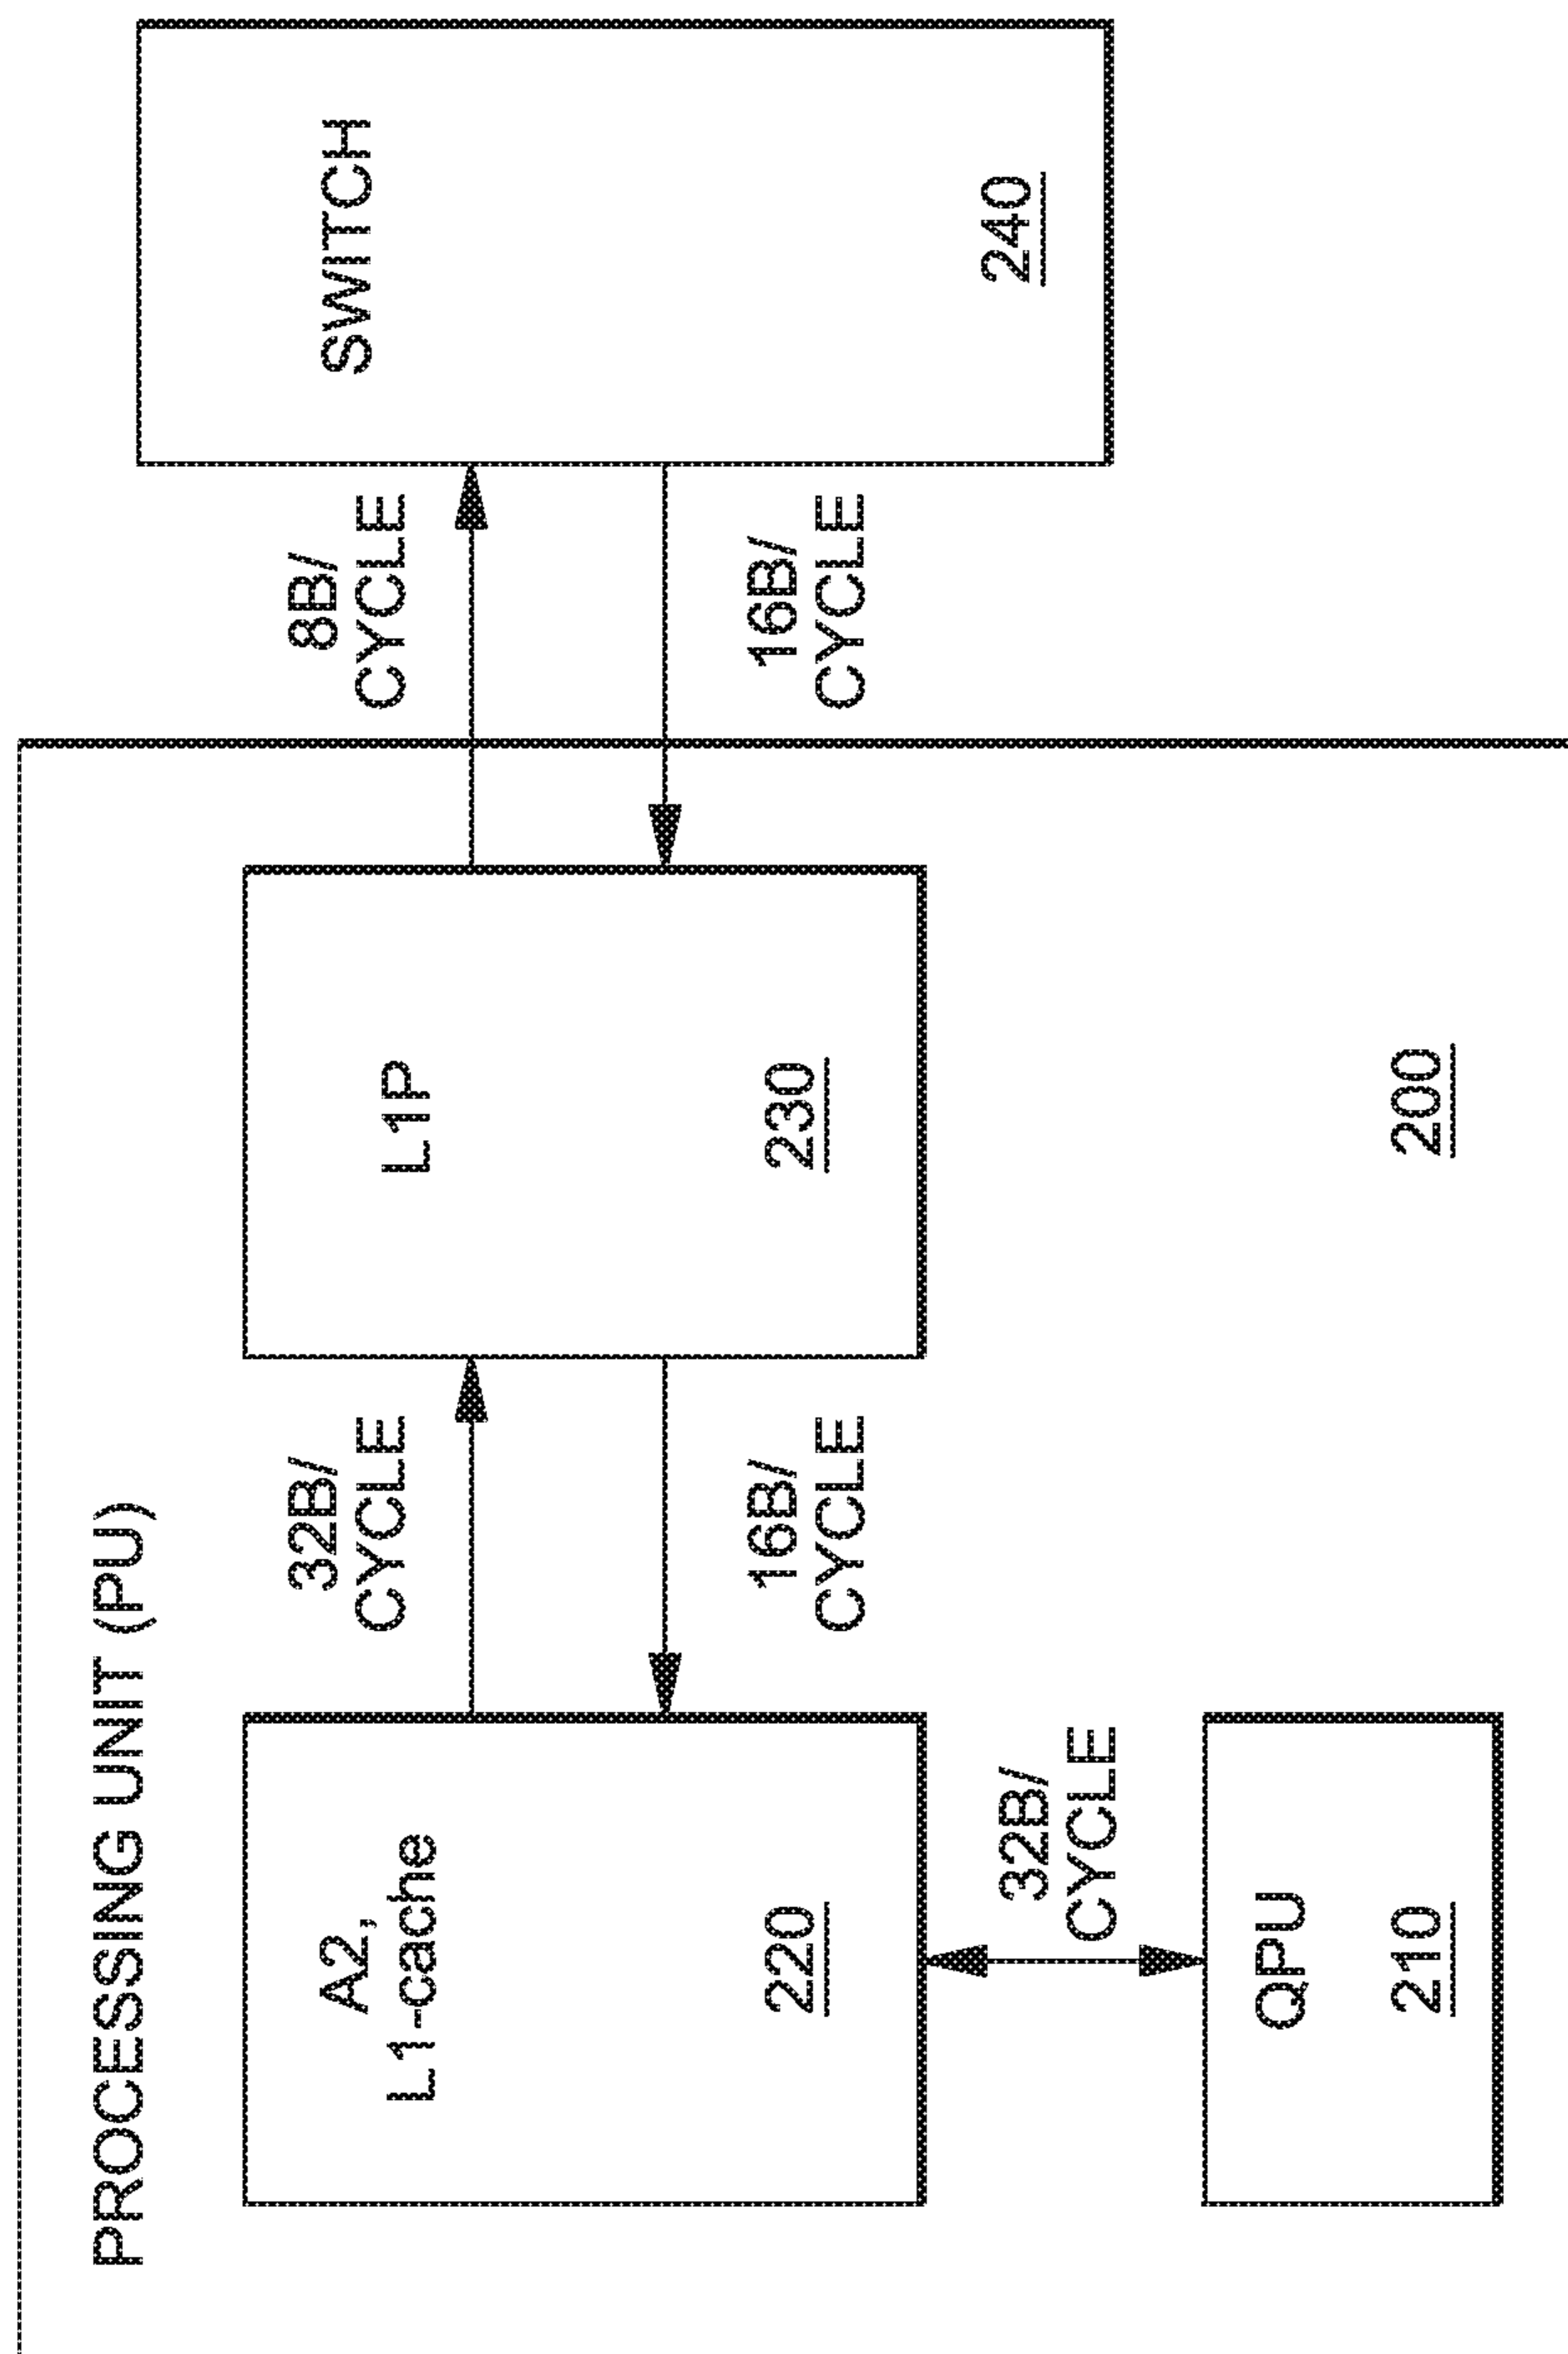 PROCESSING UNIT (PU)
A2,
L1-cache
220
32B/
CYCLE
16B/
CYCLE
L1P
230
8B/
CYCLE
16B/
CYCLE
SWITCH
240
32B/
CYCLE
QPU
210
200